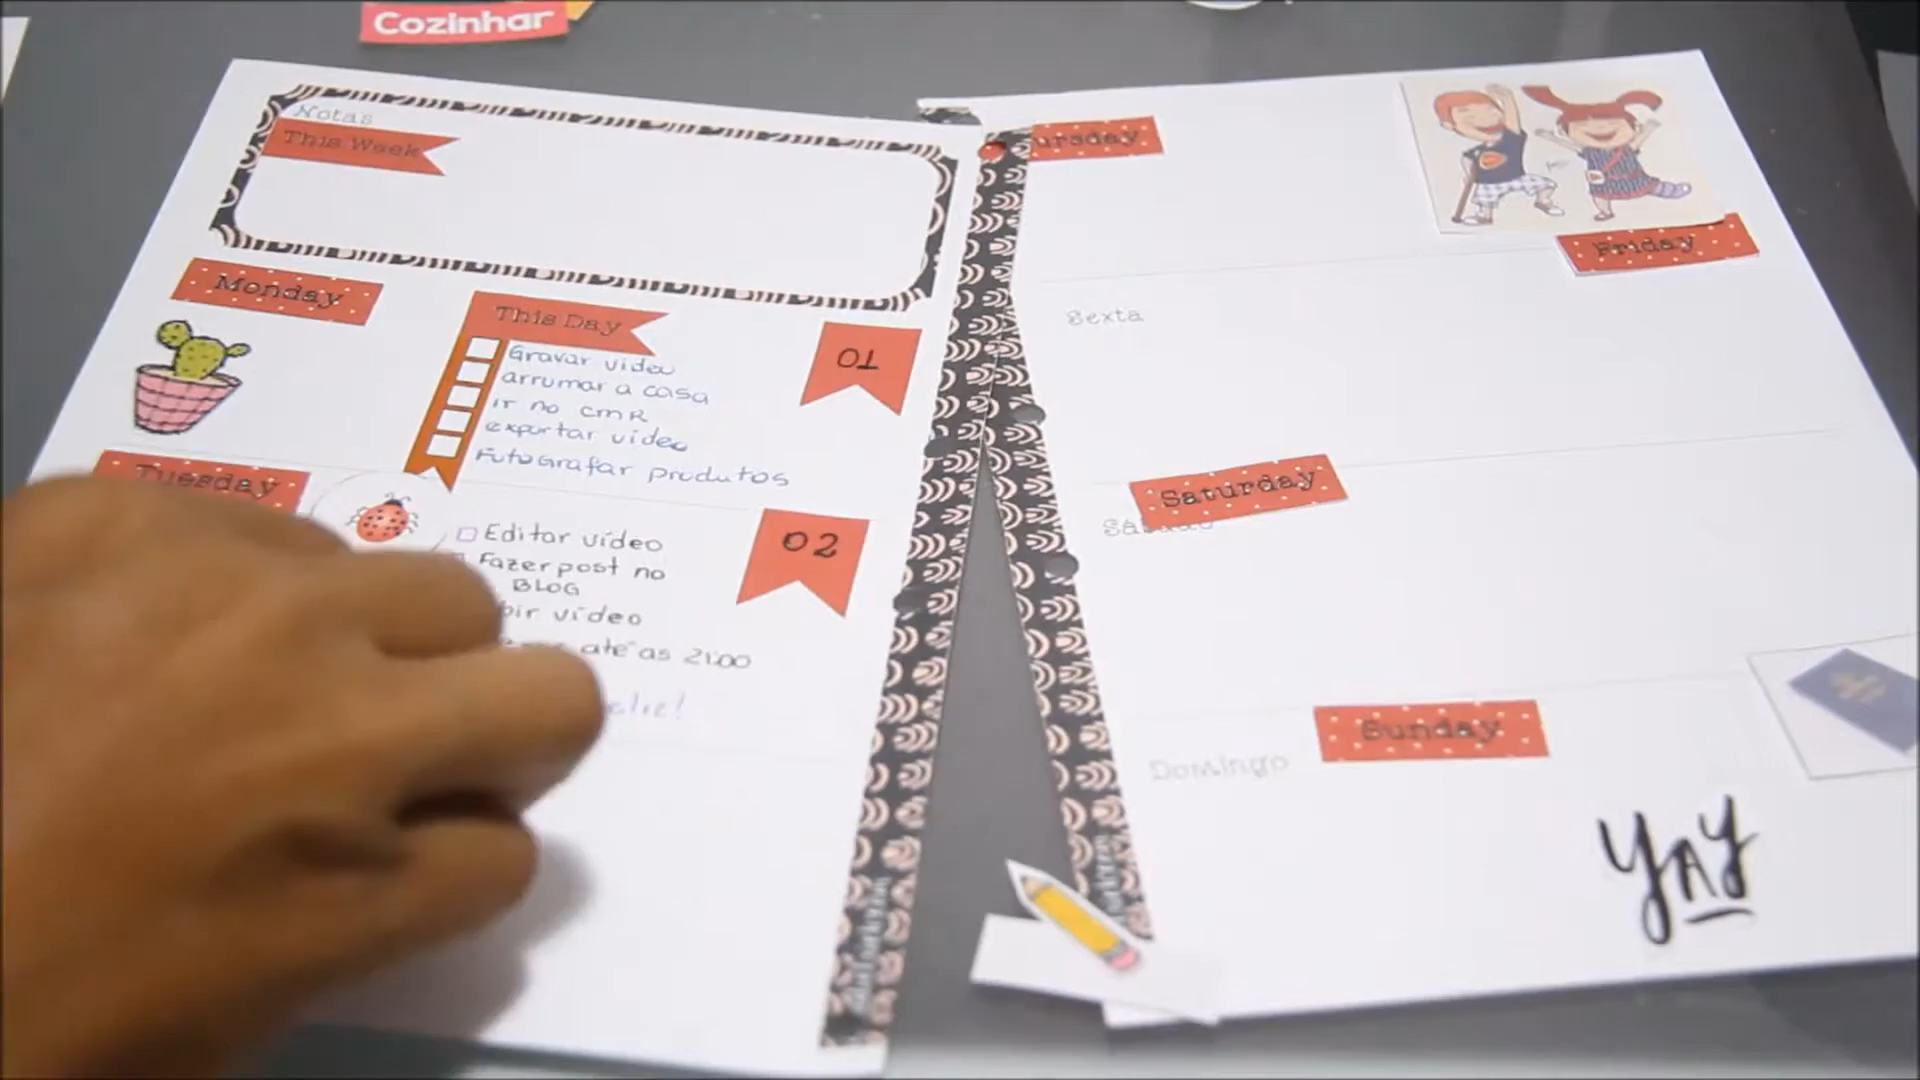 Cozinhar
Notas
This Week
Monday
This Day
01
Gravar vídeo
arrumar a casa
ir no CMR
exportar vídeo
Fotografar produtos
Tuesday
02
Editar vídeo
Fazer post no
BLOG
vídeo
até as 21:00
Friday
Sexta
Saturday
Sunday
Domingo
YAY